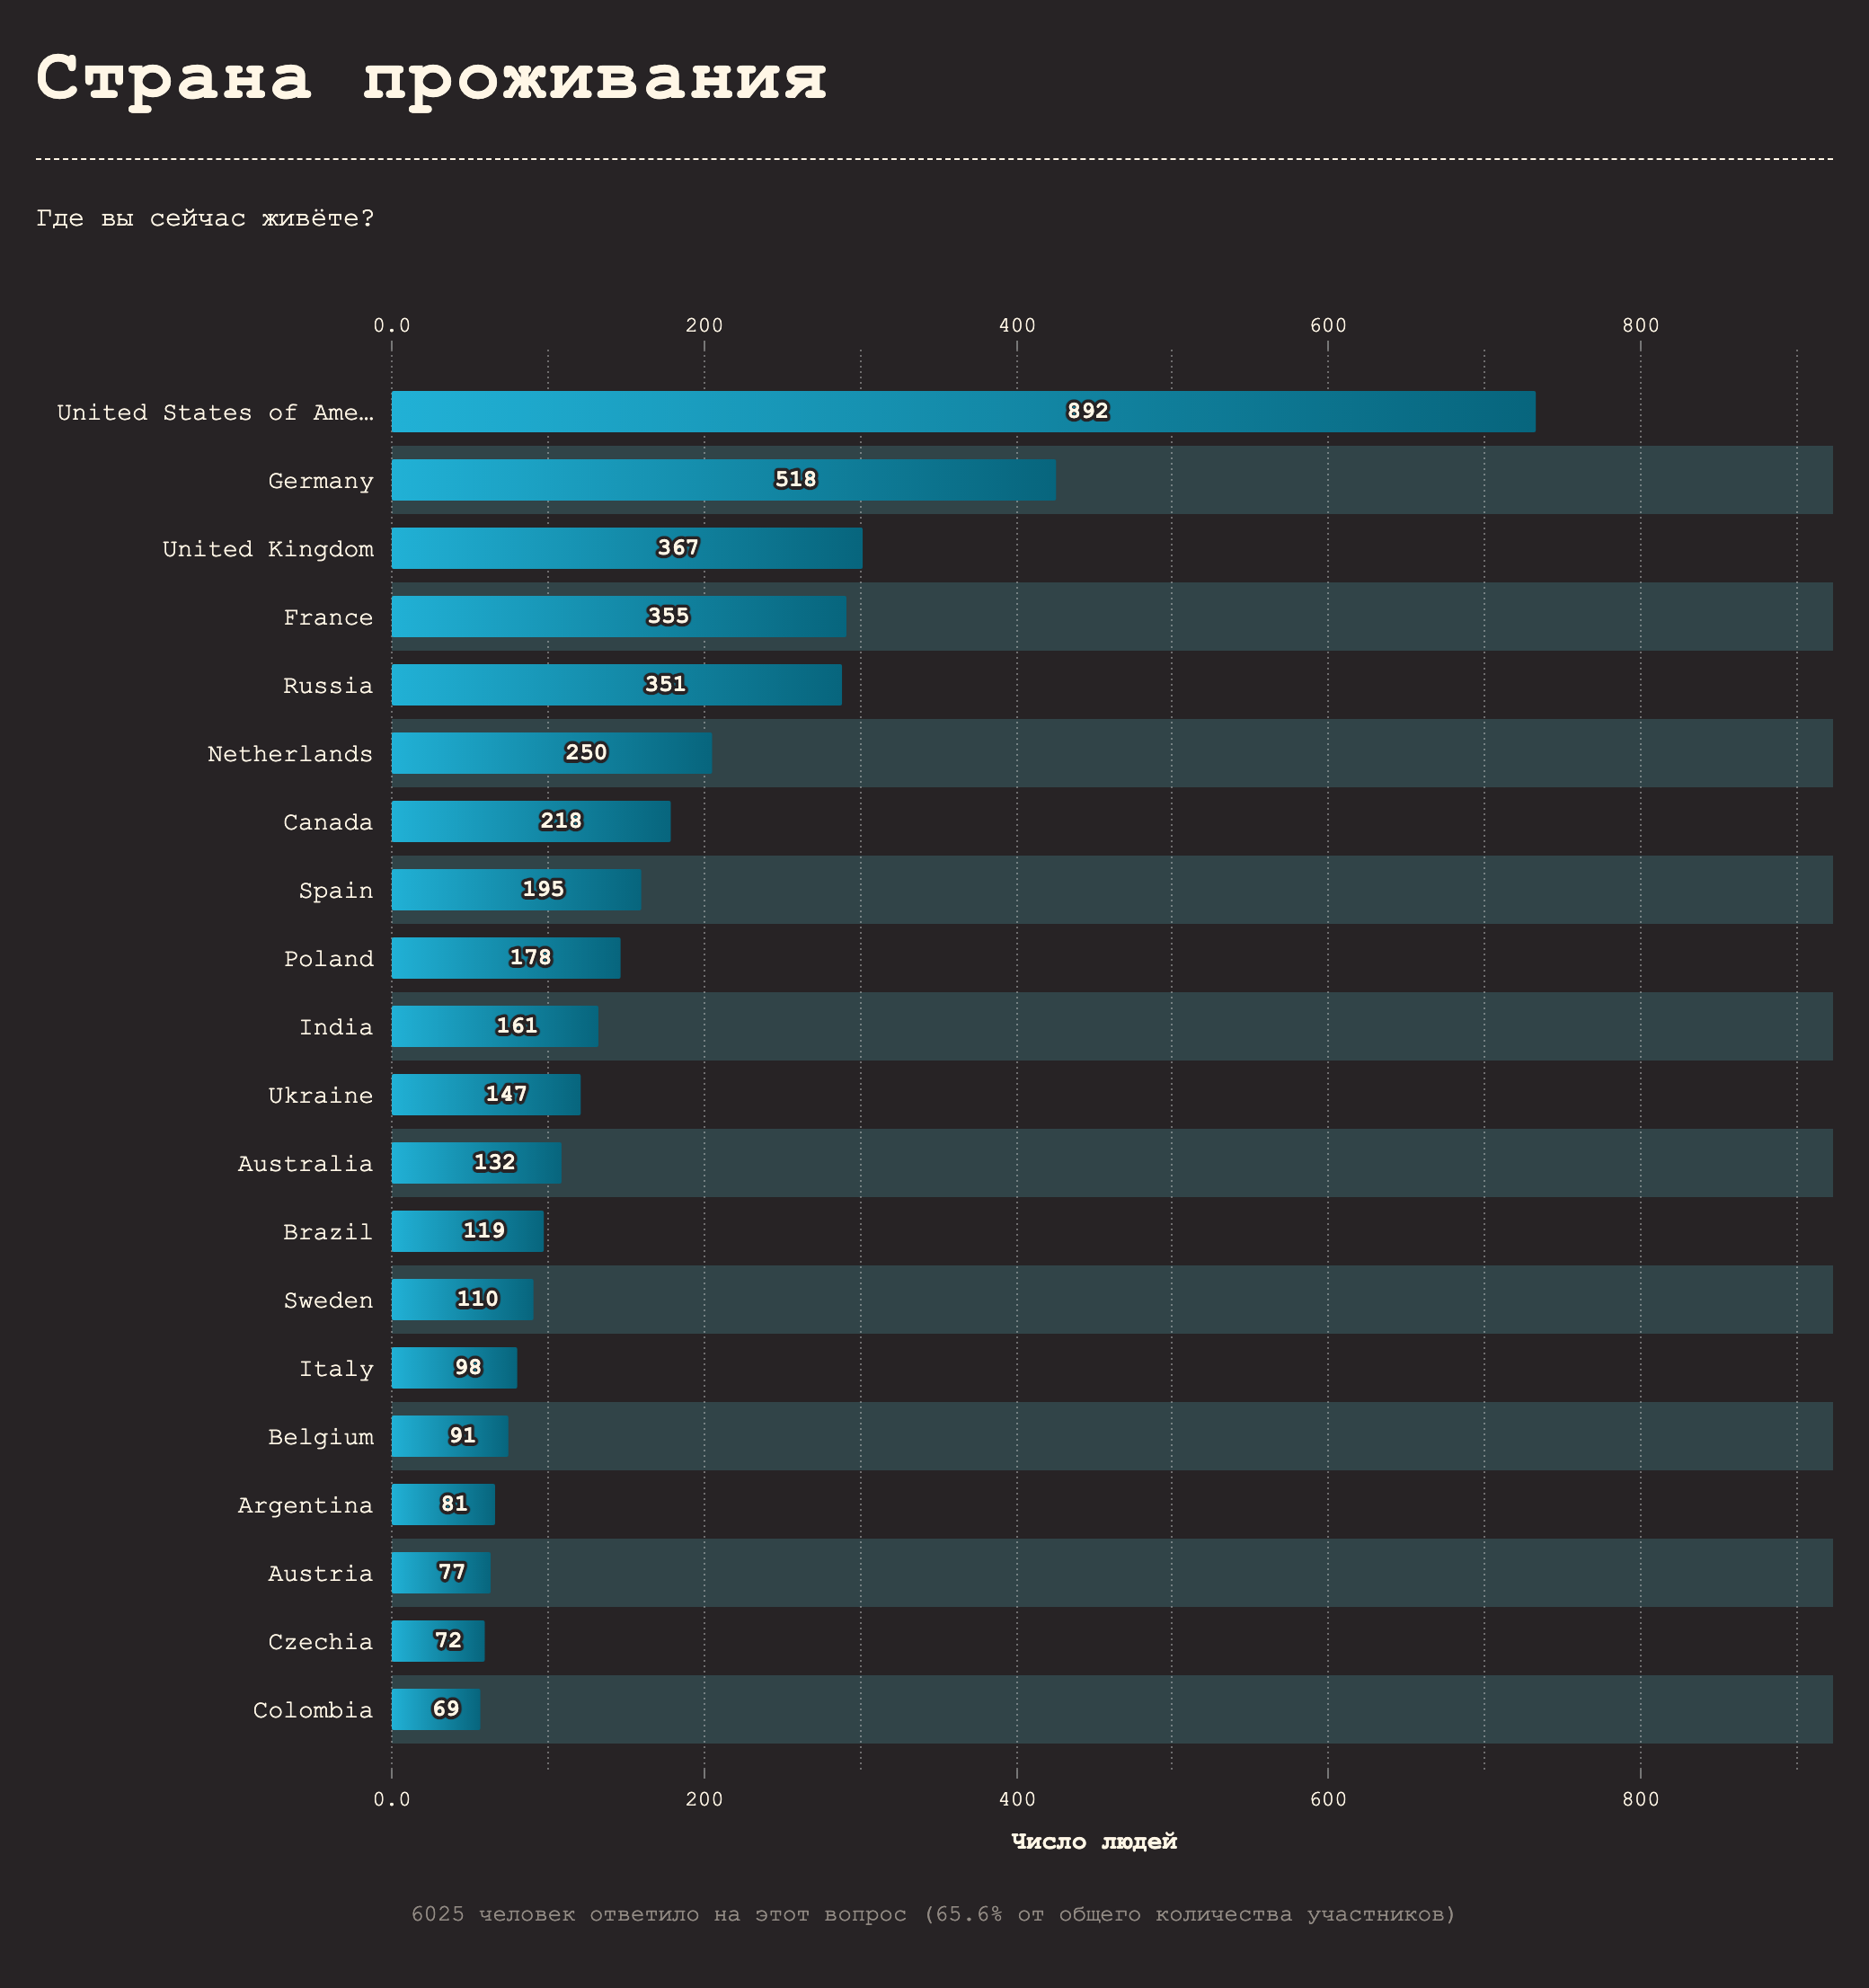 Страна проживания
Где вы сейчас живёте?
0.0 200 400 600 800
United States of Ame… 892
Germany 518
United Kingdom 367
France 355
Russia 351
Netherlands 250
Canada 218
Spain 195
Poland 178
India 161
Ukraine 147
Australia 132
Brazil 119
Sweden 110
Italy 98
Belgium 91
Argentina 81
Austria 77
Czechia 72
Colombia 69
0.0 200 400 600 800
Число людей
6025 человек ответило на этот вопрос (65.6% от общего количества участников)